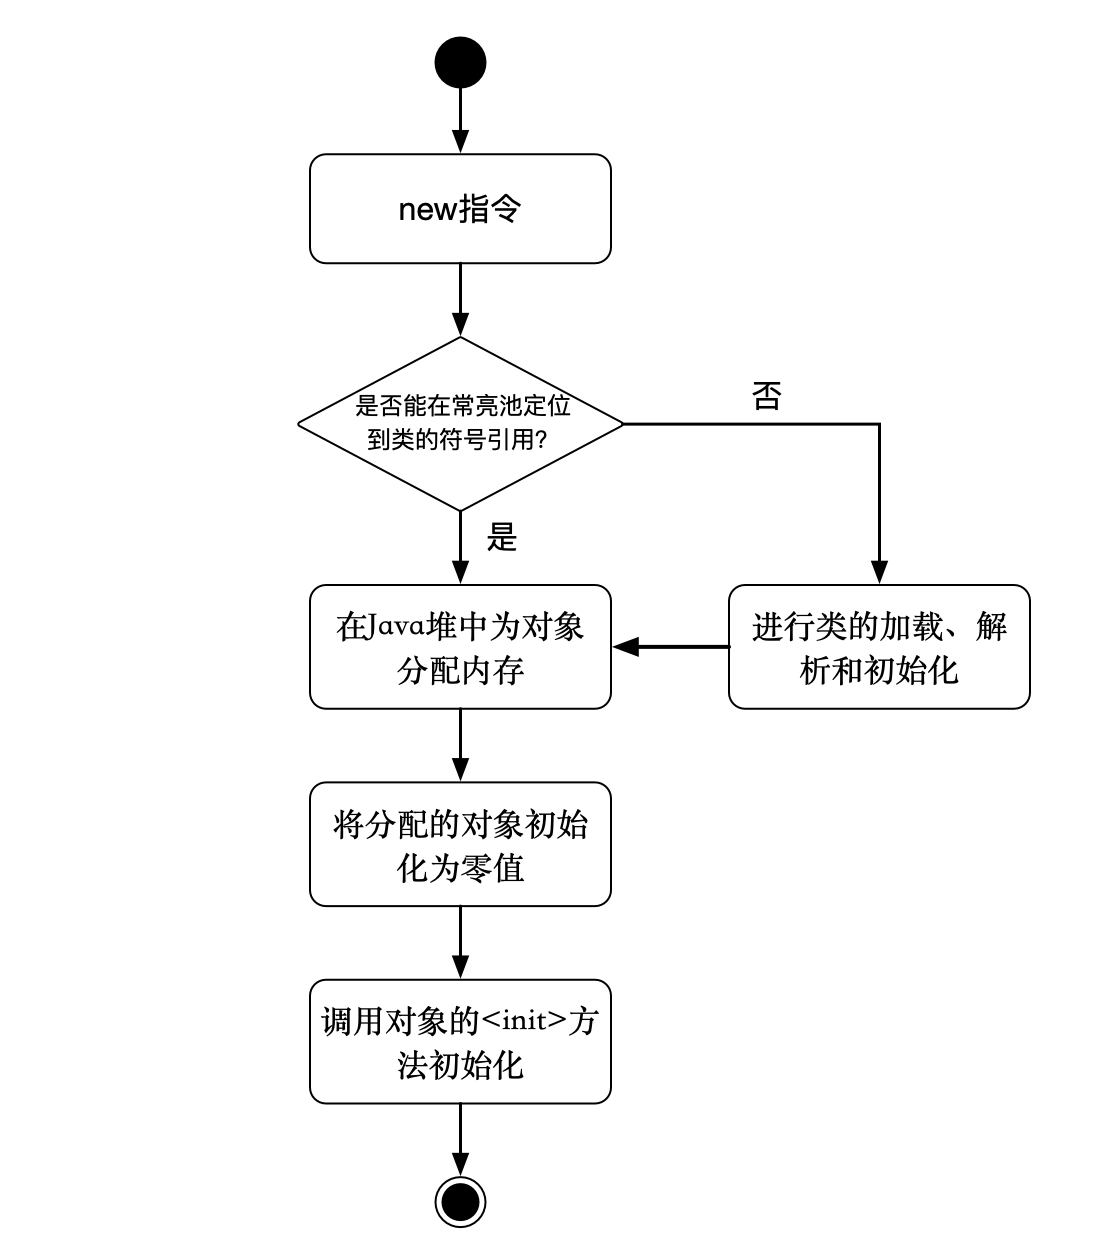 new指令
是否能在常亮池定位
到类的符号引用?
否
是
在Java堆中为对象
分配内存
进行类的加载、解
析和初始化
将分配的对象初始
化为零值
调用对象的<init>方
法初始化